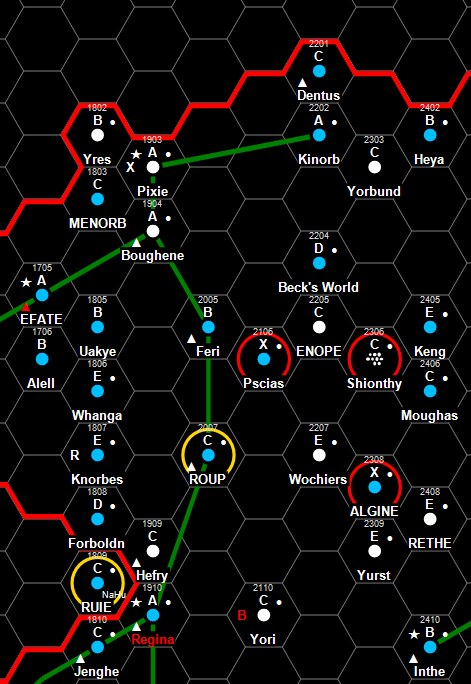 2201
C
Dentus
1802
B
Yres
2202
A
Kinorb
2402
B
Heya
1903
A
X
Pixie
2303
C
Yorbund
1803
C
MENORB
1904
A
Boughene
2204
D
Beck's World
1705
A
EFATE
1805
B
Uakye
2005
B
Feri
2205
C
ENOPE
2405
E
Keng
1706
B
Alell
2106
X
Pscias
2306
C
Shionthy
1806
E
Whanga
2406
C
Moughas
1807
E
R
Knorbes
2007
C
ROUP
2207
E
Wochiers
2308
X
ALGINE
1808
D
Forboldn
2408
E
RETHE
1909
C
Hefry
2309
E
Yurst
1809
C
NaHu
RUIE
1910
A
Regina
2110
C
B
Yori
1810
C
Jenghe
2410
B
Inthe